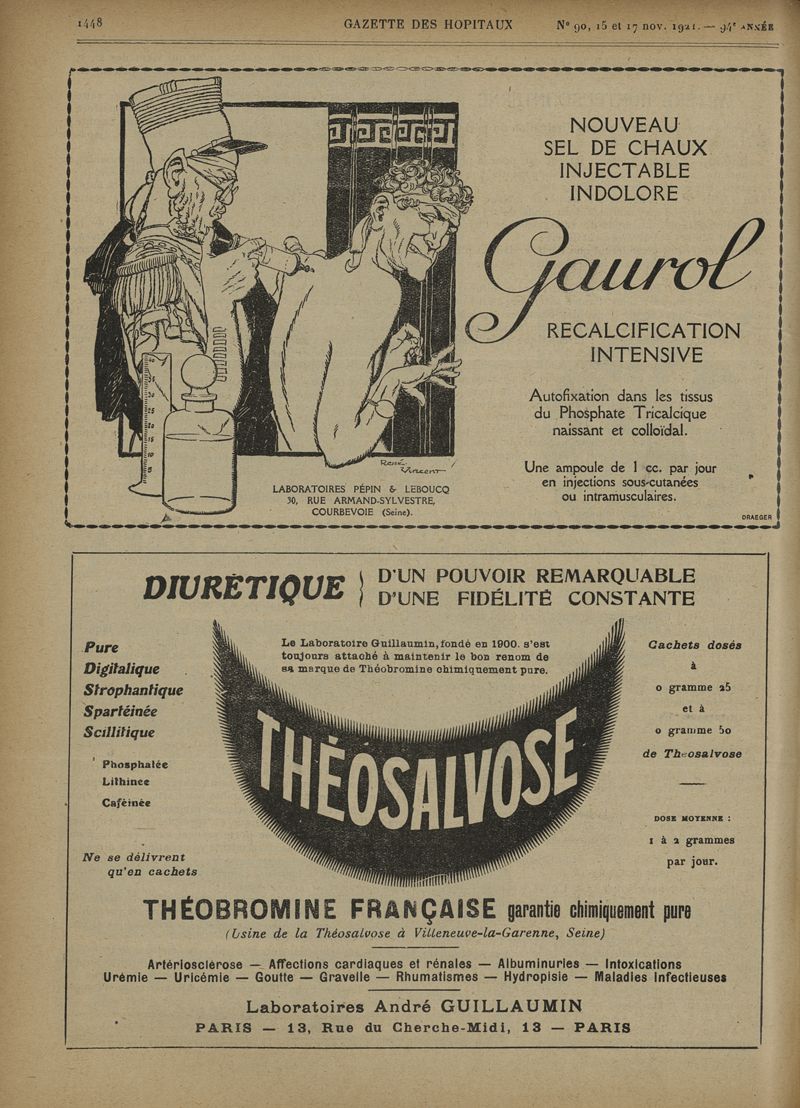 1448
GAZETTE DES HOPITAUX
N° 90, 15 et 17 nov. 1921. — 94e ANNÉE
NOUVEAU
SEL DE CHAUX
INJECTABLE
INDOLORE
Gaurol
RECALCIFICATION
INTENSIVE
Autofixation dans les tissus
du Phosphate Tricalcique
naissant et colloïdal.
Une ampoule de 1 cc. par jour
en injections sous-cutanées
ou intramusculaires.
DRAEGER
René
Vincent
LABORATOIRES PÉPIN & LEBOUCQ
30, RUE ARMAND-SYLVESTRE,
COURBEVOIE (Seine).
DIURÉTIQUE
D'UN POUVOIR REMARQUABLE
D'UNE FIDÉLITÉ CONSTANTE
Le Laboratoire Guillaumin, fondé en 1900, s'est
toujours attaché à maintenir le bon renom de
sa marque de Théobromine chimiquement pure.
Pure
Digitalique
Strophantique
Spartéinée
Scillitique
Phosphatée
Lithinée
Caféinée
Ne se délivrent
qu'en cachets
THÉOSALVOSE
Cachets dosés
à
0 gramme 25
et à
0 gramme 50
de Theosalvose
DOSE MOYENNE :
1 à 2 grammes
par jour.
THÉOBROMINE FRANÇAISE garantie chimiquement pure
(Usine de la Théosalvose à Villeneuve-la-Garenne, Seine)
Artériosclérose — Affections cardiaques et rénales — Albuminuries — Intoxications
Urémie — Uricémie — Goutte — Gravelle — Rhumatismes — Hydropisie — Maladies Infectieuses
Laboratoires André GUILLAUMIN
PARIS — 13, Rue du Cherche-Midi, 13 — PARIS